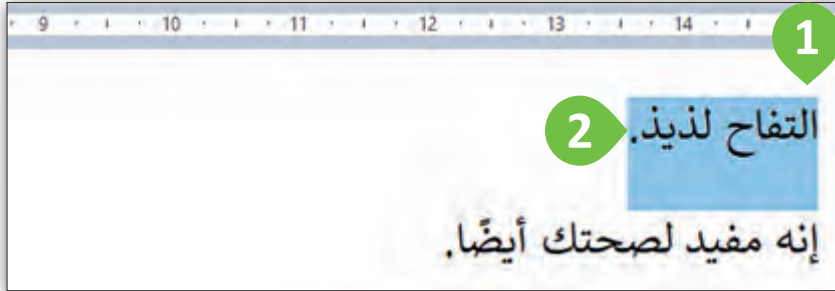 9 10 11 12 13 14
1
التفاح لذيذ.
2
إنه مفيد لصحتك أيضًا.